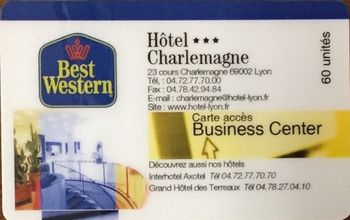 Best
Western
Hôtel ★★★
Charlemagne
23 cours Charlemagne 69002 Lyon
Tél. : 04.72.77.70.00
Fax : 04.78.42.94.84
E-mail : charlemagne@hotel-lyon.fr
Site : www.hotel-lyon.fr
60 unités
Carte accès
Business Center
Découvrez aussi nos hôtels
Interhotel Axotel Tél 04.72.77.70.70
Grand Hôtel des Terreaux Tél 04.78.27.04.10